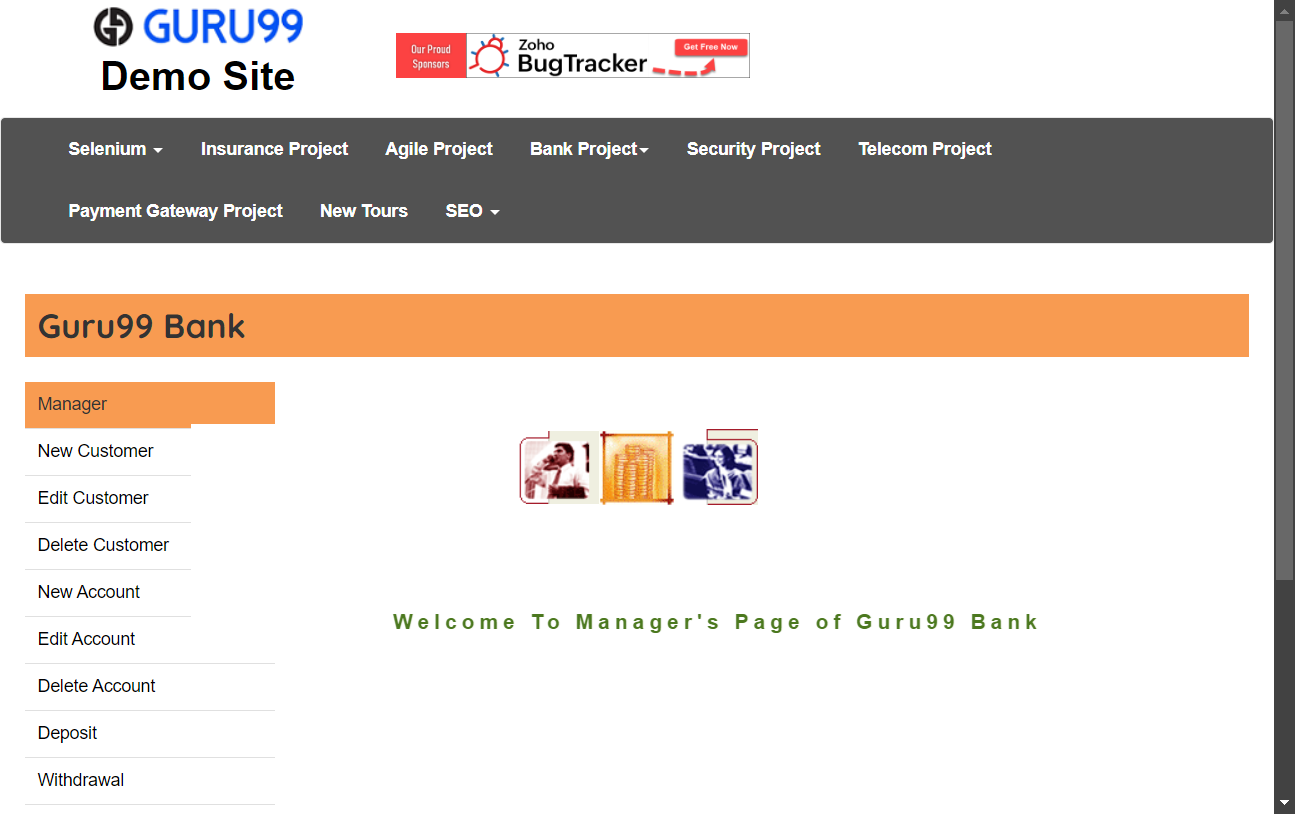 GURU99
Demo Site
Our Proud
Sponsors
Zoho
BugTracker
Get Free Now
Selenium
Insurance Project
Agile Project
Bank Project
Security Project
Telecom Project
Payment Gateway Project
New Tours
SEO
Guru99 Bank
Manager
New Customer
Edit Customer
Delete Customer
New Account
Edit Account
Delete Account
Deposit
Withdrawal
Welcome To Manager's Page of Guru99 Bank